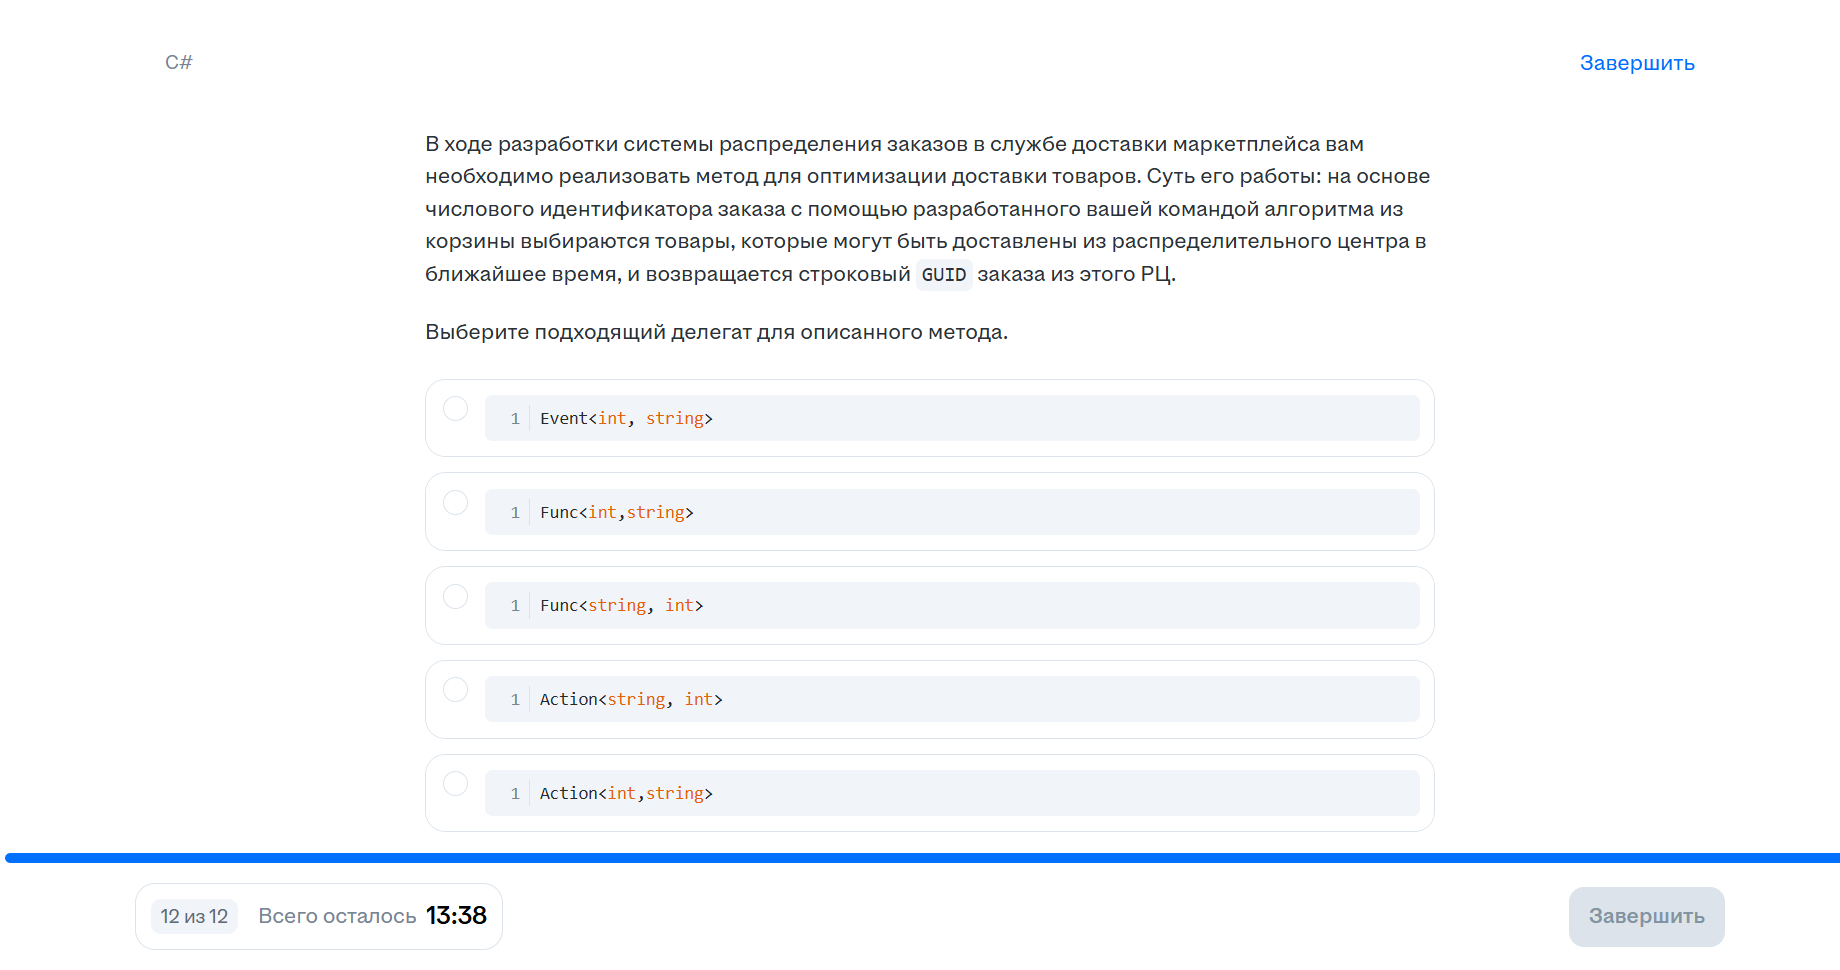 C#
Завершить
В ходе разработки системы распределения заказов в службе доставки маркетплейса вам
необходимо реализовать метод для оптимизации доставки товаров. Суть его работы: на основе
числового идентификатора заказа с помощью разработанного вашей командой алгоритма из
корзины выбираются товары, которые могут быть доставлены из распределительного центра в
ближайшее время, и возвращается строковый GUID заказа из этого РЦ.
Выберите подходящий делегат для описанного метода.
1 Event<int, string>
1 Func<int,string>
1 Func<string, int>
1 Action<string, int>
1 Action<int,string>
12 из 12 Всего осталось 13:38
Завершить